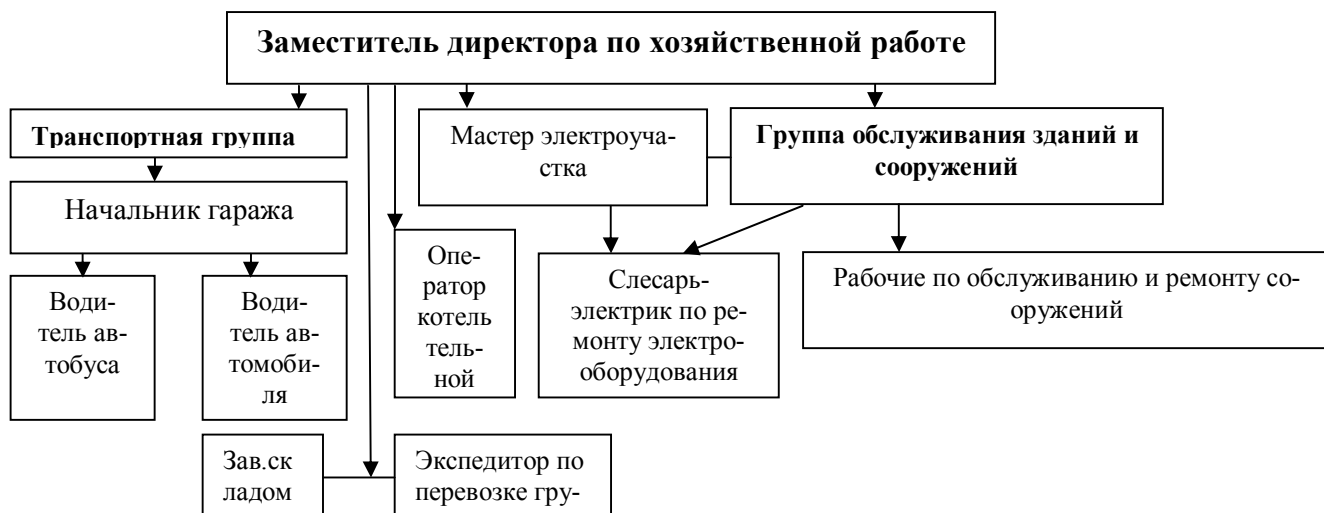 Заместитель директора по хозяйственной работе
Транспортная группа
Мастер электроуча-
стка
Группа обслуживания зданий и
сооружений
Начальник гаража
Опе-
ратор
котель
тель-
ной
Слесарь-
электрик по ре-
монту электро-
оборудования
Рабочие по обслуживанию и ремонту со-
оружений
Води-
тель ав-
тобуса
Води-
тель ав-
томоби-
ля
Зав.ск
ладом
Экспедитор по
перевозке гру-